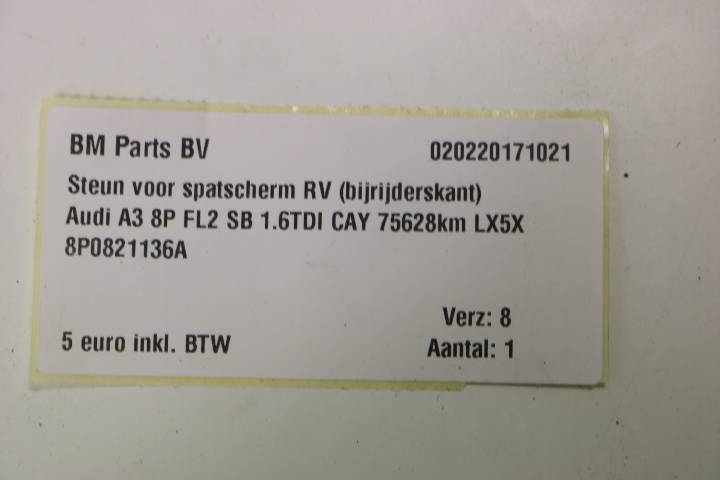 BM Parts BV 020220171021
Steun voor spatscherm RV (bijrijderskant)
Audi A3 8P FL2 SB 1.6TDI CAY 75628km LX5X
8P0821136A
Verz: 8
5 euro inkl. BTW Aantal: 1